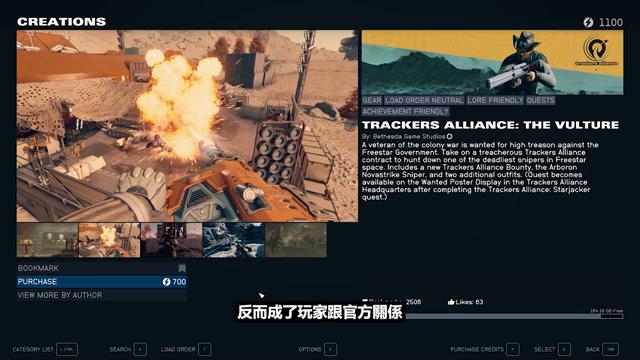 CREATIONS
1100
Trackers Alliance
GEAR LOAD ORDER NEUTRAL LORE FRIENDLY QUESTS
ACHIEVEMENT FRIENDLY
TRACKERS ALLIANCE: THE VULTURE
By: Bethesda Game Studios
A veteran of the colony war is wanted for high treason against the
Freestar Government. Take on a treacherous Trackers Alliance
contract to hunt down one of the deadliest snipers in Freestar
space. Includes a new Trackers Alliance Bounty, the Arboron
Novastrike Sniper, and two additional outfits. (Quest becomes
available on the Wanted Poster Display in the Trackers Alliance
Headquarters after completing the Trackers Alliance: Starjacker
quest.)
BOOKMARK
PURCHASE 700
VIEW MORE BY AUTHOR
Bookmarks: 2506 Likes: 63
反而成了玩家跟官方關係
CATEGORY LIST SEARCH LOAD ORDER OPTIONS PURCHASE CREDITS SELECT BACK